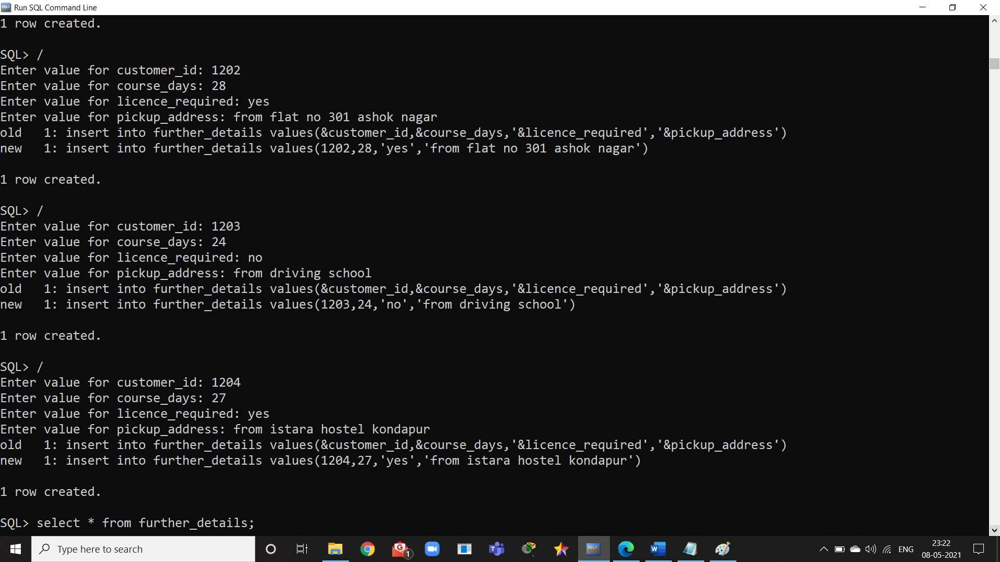 Run SQL Command Line
1 row created.
SQL> /
Enter value for customer_id: 1202
Enter value for course_days: 28
Enter value for licence_required: yes
Enter value for pickup_address: from flat no 301 ashok nagar
old   1: insert into further_details values(&customer_id,&course_days,'&licence_required','&pickup_address')
new   1: insert into further_details values(1202,28,'yes','from flat no 301 ashok nagar')
1 row created.
SQL> /
Enter value for customer_id: 1203
Enter value for course_days: 24
Enter value for licence_required: no
Enter value for pickup_address: from driving school
old   1: insert into further_details values(&customer_id,&course_days,'&licence_required','&pickup_address')
new   1: insert into further_details values(1203,24,'no','from driving school')
1 row created.
SQL> /
Enter value for customer_id: 1204
Enter value for course_days: 27
Enter value for licence_required: yes
Enter value for pickup_address: from istara hostel kondapur
old   1: insert into further_details values(&customer_id,&course_days,'&licence_required','&pickup_address')
new   1: insert into further_details values(1204,27,'yes','from istara hostel kondapur')
1 row created.
SQL> select * from further_details;
Type here to search
1
ENG
23:22
08-05-2021